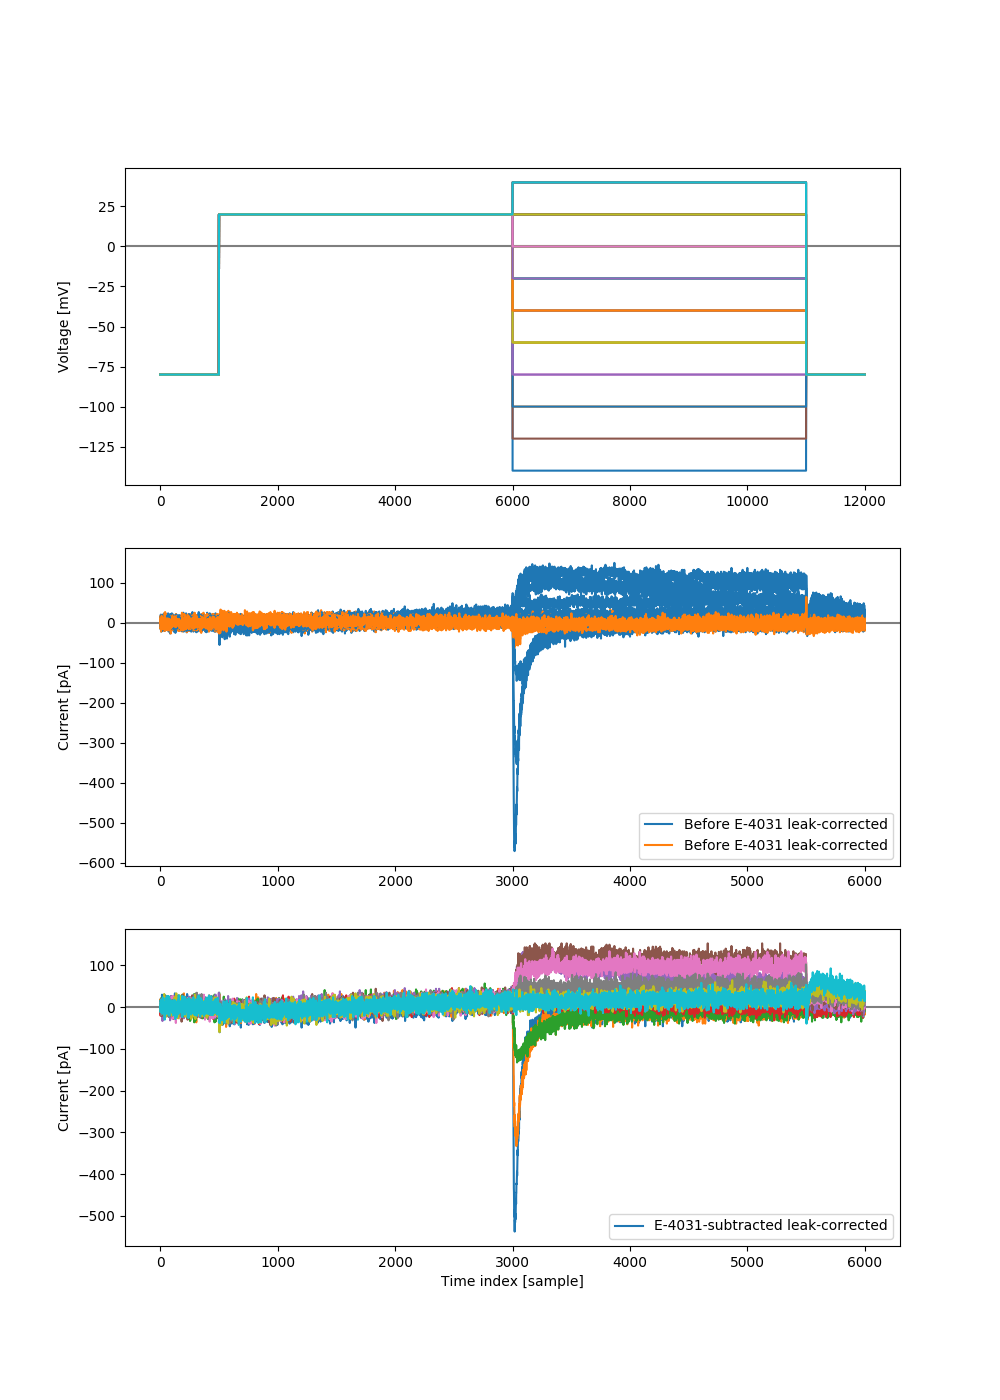 25
0
−25
−50
−75
−100
−125
Voltage [mV]
0 2000 4000 6000 8000 10000 12000
100
0
−100
−200
−300
−400
−500
−600
Current [pA]
Before E-4031 leak-corrected
Before E-4031 leak-corrected
0 1000 2000 3000 4000 5000 6000
100
0
−100
−200
−300
−400
−500
Current [pA]
E-4031-subtracted leak-corrected
0 1000 2000 3000 4000 5000 6000
Time index [sample]